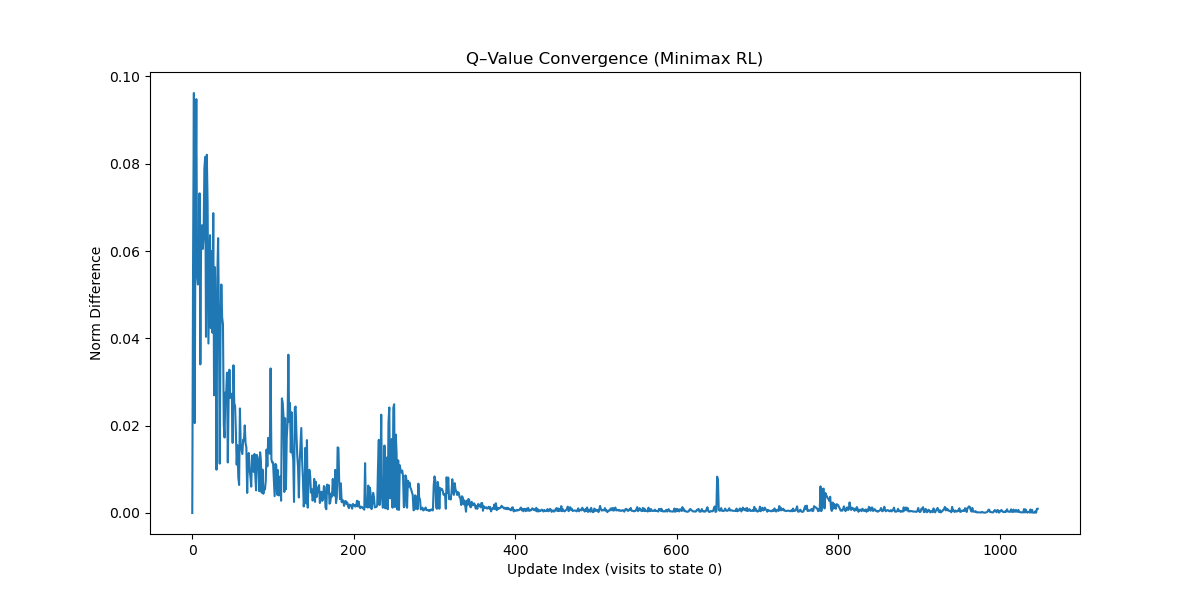 Q–Value Convergence (Minimax RL)
0.10
0.08
0.06
0.04
0.02
0.00
Norm Difference
0 200 400 600 800 1000
Update Index (visits to state 0)